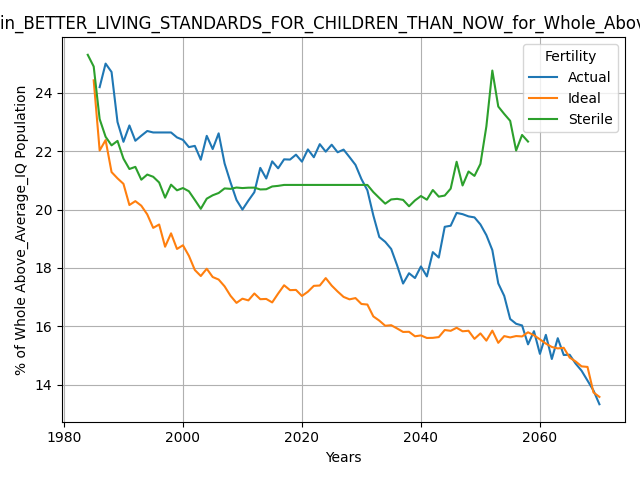 in_BETTER_LIVING_STANDARDS_FOR_CHILDREN_THAN_NOW_for_Whole_Abov
Fertility
Actual
Ideal
Sterile
% of Whole Above_Average_IQ Population
24
22
20
18
16
14
1980
2000
2020
2040
2060
Years